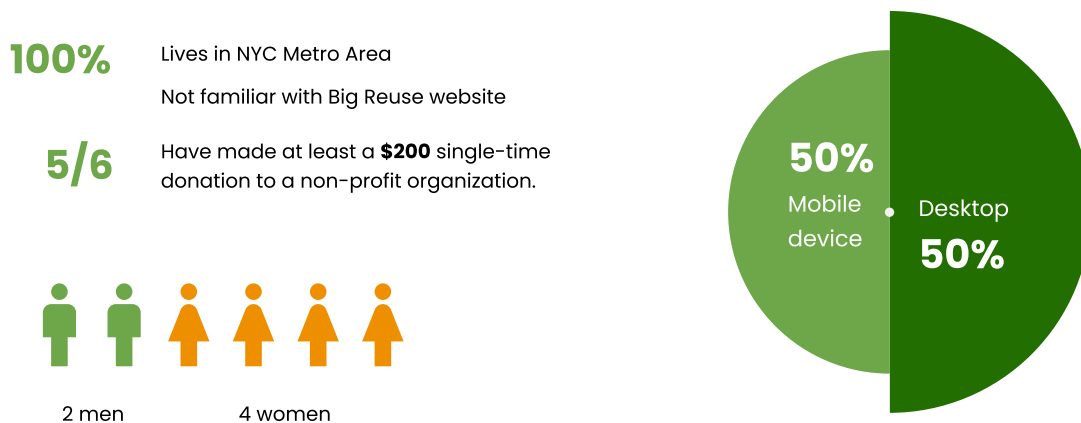 100%
Lives in NYC Metro Area
Not familiar with Big Reuse website
5/6
Have made at least a $200 single-time
donation to a non-profit organization.
2 men
4 women
50%
Mobile
device
Desktop
50%